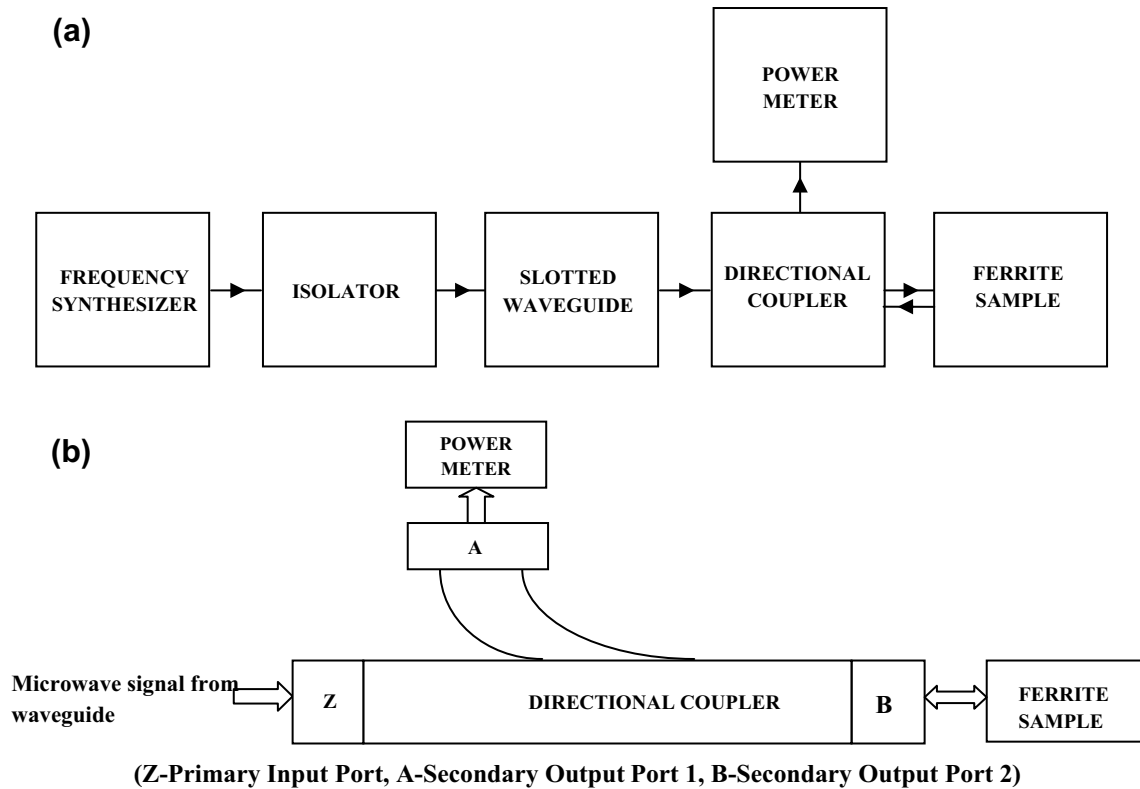 (a)
POWER
METER
FREQUENCY
SYNTHESIZER
ISOLATOR
SLOTTED
WAVEGUIDE
DIRECTIONAL
COUPLER
FERRITE
SAMPLE
(b)
POWER
METER
A
Microwave signal from
waveguide
Z
DIRECTIONAL COUPLER
B
FERRITE
SAMPLE
(Z-Primary Input Port, A-Secondary Output Port 1, B-Secondary Output Port 2)